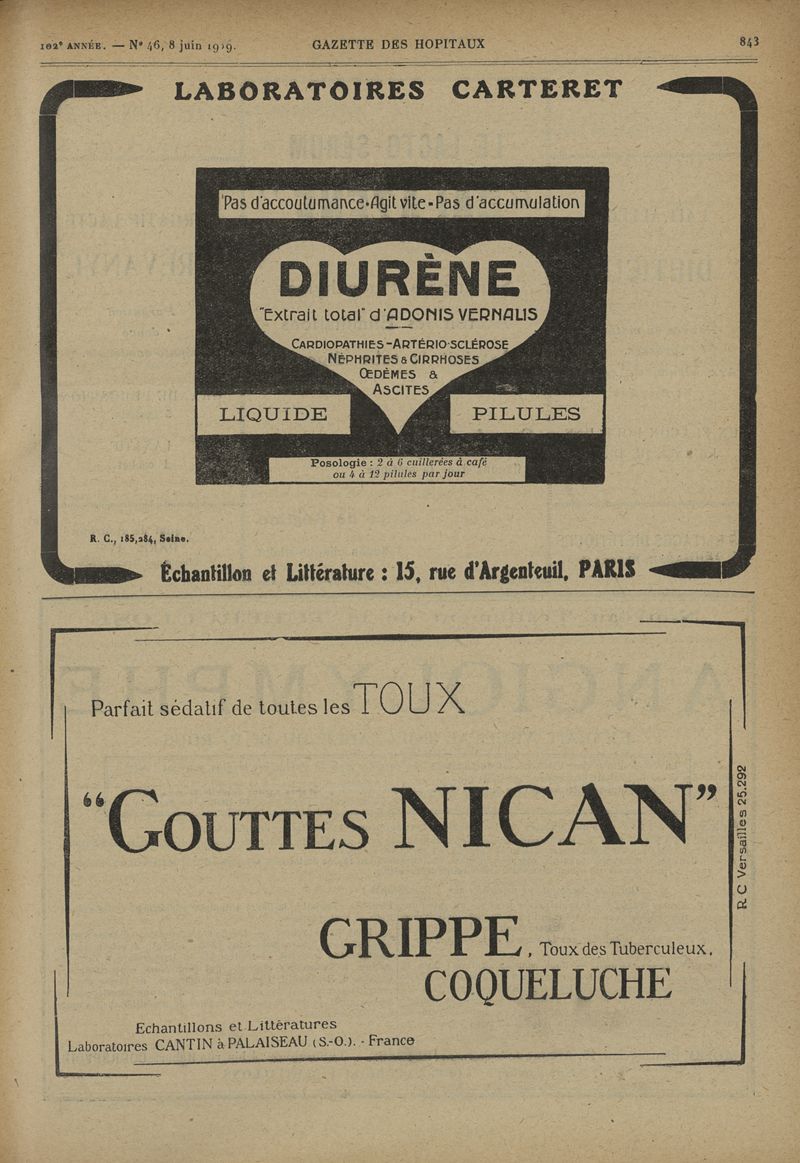 102e ANNÉE. — N° 46, 8 juin 1929.
GAZETTE DES HOPITAUX
843
LABORATOIRES CARTERET
Pas d'accoutumance-Agit vite-Pas d'accumulation
DIURÈNE
"Extrait total" d'ADONIS VERNALIS
CARDIOPATHIES-ARTÉRIO-SCLÉROSE
NÉPHRITES & CIRRHOSES
ŒDÈMES &
ASCITES
LIQUIDE
PILULES
Posologie : 2 à 6 cuillerées à café
ou 4 à 12 pilules par jour
R. C., 185,284, Seine.
Échantillon et Littérature : 15, rue d'Argenteuil, PARIS
Parfait sédatif de toutes les TOUX
"GOUTTES NICAN"
GRIPPE, Toux des Tuberculeux,
COQUELUCHE
R C Versailles 25.292
Echantillons et Littératures
Laboratoires CANTIN à PALAISEAU (S.-O.). - France